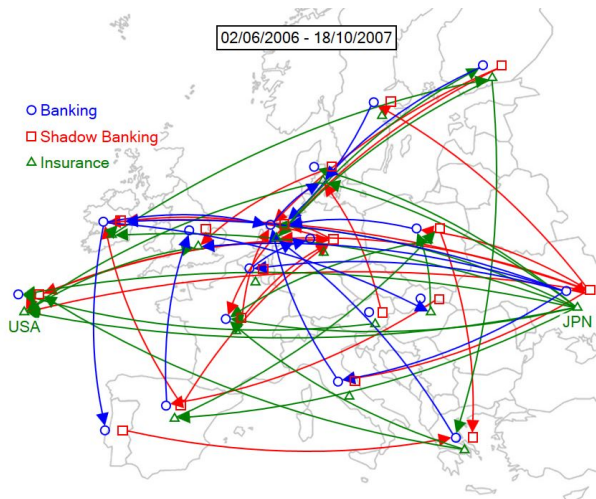 02/06/2006 - 18/10/2007
Banking
Shadow Banking
Insurance
USA
JPN